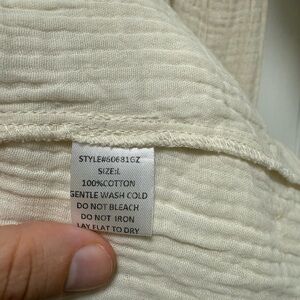 STYLE#60681GZ
SIZE:L
100%COTTON
GENTLE WASH COLD
DO NOT BLEACH
DO NOT IRON
LAY FLAT TO DRY